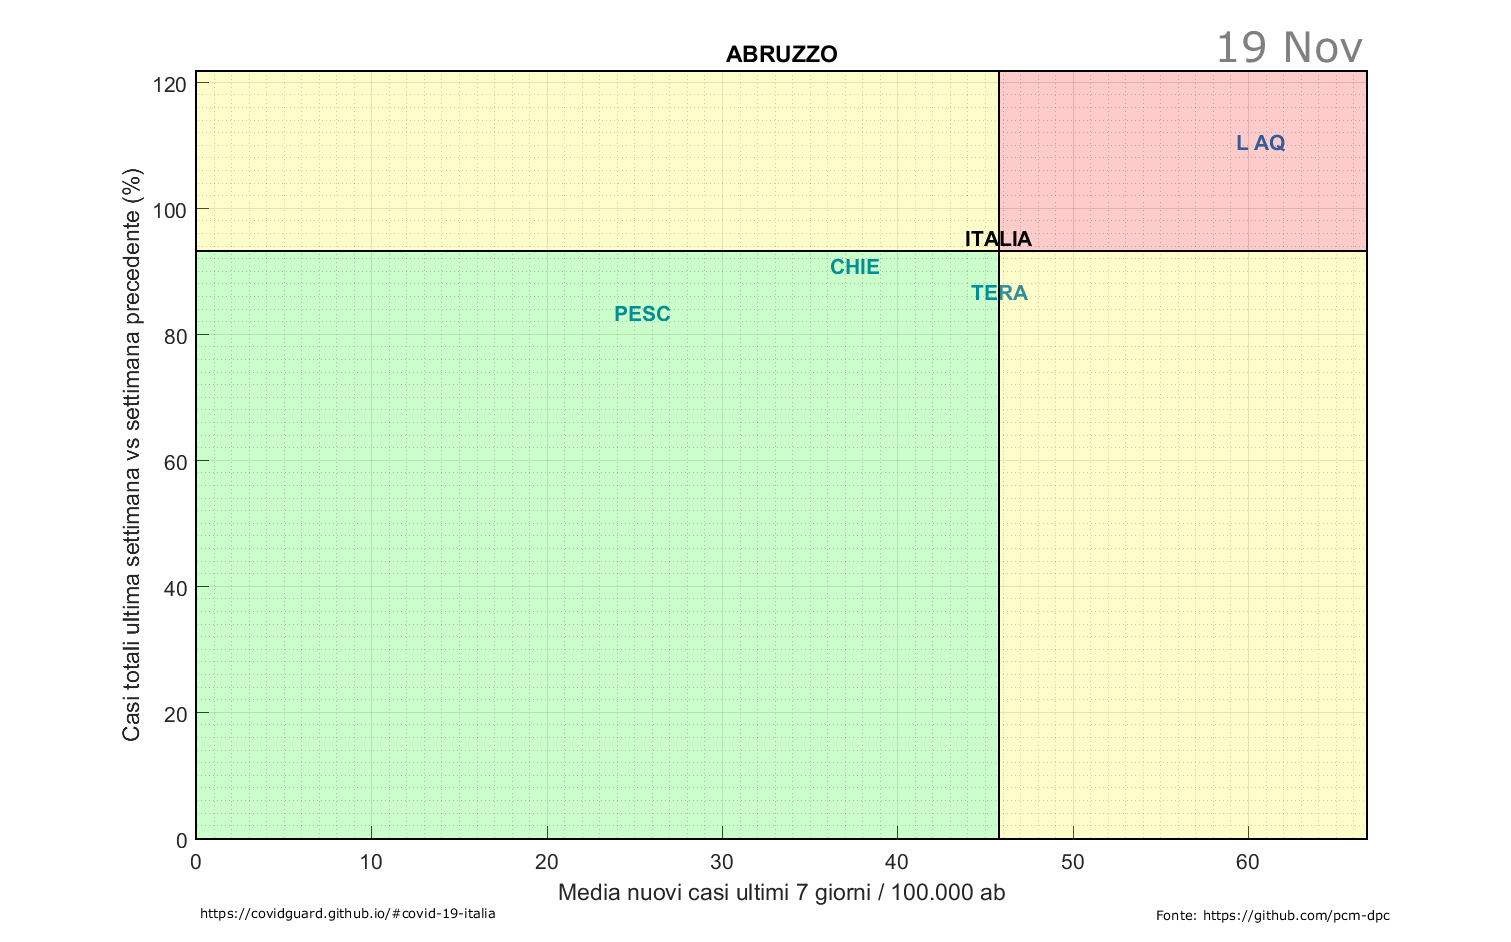 19 Nov
ABRUZZO
120
L AQ
100
ITALIA
CHIE
TERA
PESC
80
60
40
20
0
Casi totali ultima settimana vs settimana precedente (%)
0 10 20 30 40 50 60
Media nuovi casi ultimi 7 giorni / 100.000 ab
https://covidguard.github.io/#covid-19-italia
Fonte: https://github.com/pcm-dpc